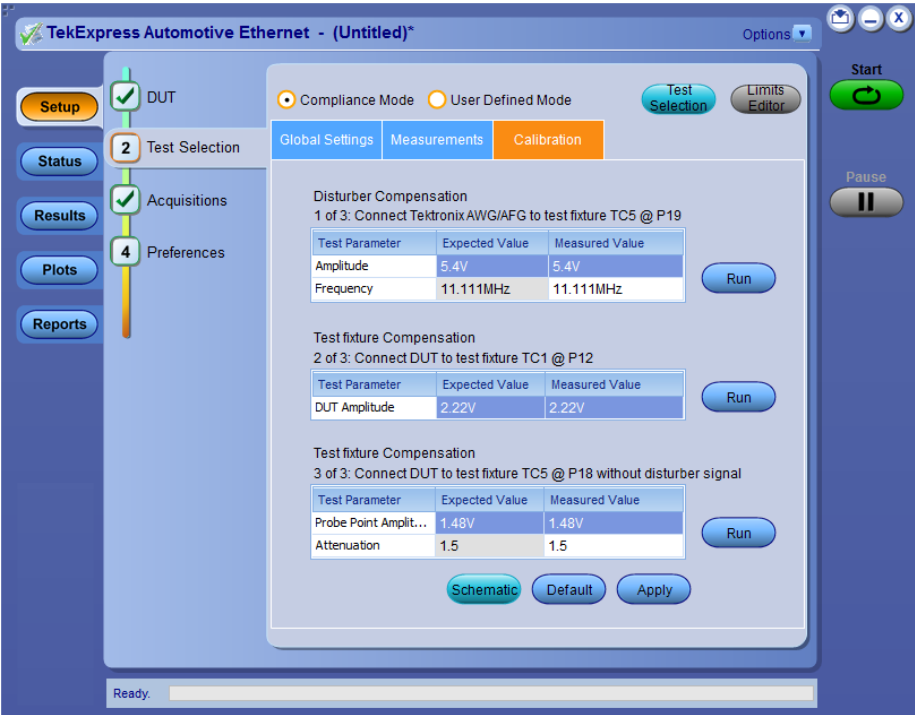 TekExpress Automotive Ethernet - (Untitled)*
Options
Setup
Status
Results
Plots
Reports
DUT
2 Test Selection
Acquisitions
4 Preferences
Compliance Mode
User Defined Mode
Test
Selection
Limits
Editor
Start
Pause
Global Settings
Measurements
Calibration
Disturber Compensation
1 of 3: Connect Tektronix AWG/AFG to test fixture TC5 @ P19
Test Parameter Expected Value Measured Value
Amplitude 5.4V 5.4V
Frequency 11.111MHz 11.111MHz
Run
Test fixture Compensation
2 of 3: Connect DUT to test fixture TC1 @ P12
Test Parameter Expected Value Measured Value
DUT Amplitude 2.22V 2.22V
Run
Test fixture Compensation
3 of 3: Connect DUT to test fixture TC5 @ P18 without disturber signal
Test Parameter Expected Value Measured Value
Probe Point Amplit... 1.48V 1.48V
Attenuation 1.5 1.5
Run
Schematic
Default
Apply
Ready.